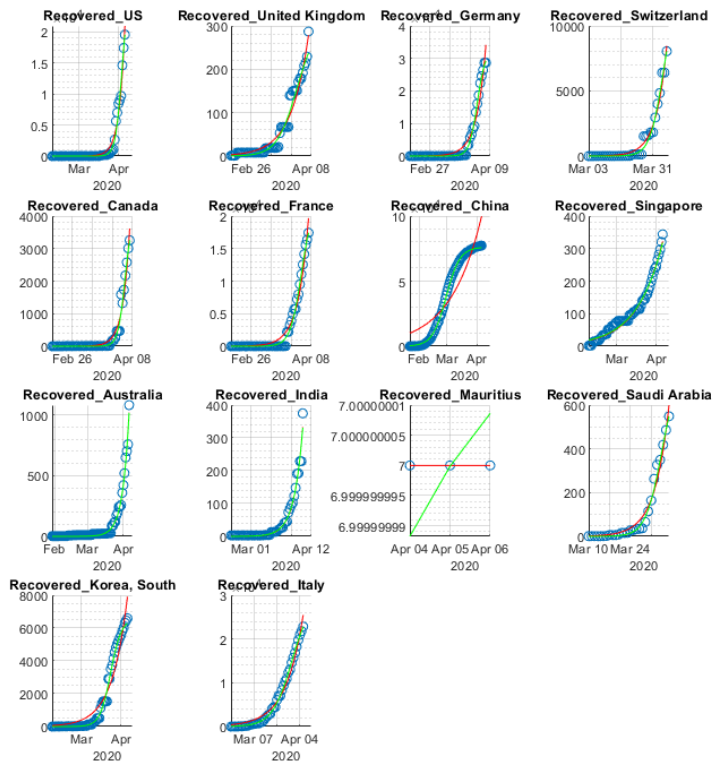 Recovered_US
2
1.5
1
0.5
0
Mar
Apr
2020
Recovered_United Kingdom
300
200
100
0
Feb 26
Apr 08
2020
Recovered_Germany
4
3
2
1
0
Feb 27
Apr 09
2020
Recovered_Switzerland
10000
5000
0
Mar 03
Mar 31
2020
Recovered_Canada
4000
3000
2000
1000
0
Feb 26
Apr 08
2020
Recovered_France
2
1.5
1
0.5
0
Feb 26
Apr 08
2020
Recovered_China
10
5
0
Feb
Mar
Apr
2020
Recovered_Singapore
400
300
200
100
0
Mar
Apr
2020
Recovered_Australia
1000
500
0
Feb
Mar
Apr
2020
Recovered_India
400
300
200
100
0
Mar 01
Apr 12
2020
Recovered_Mauritius
7.00000001
7.000000005
7
6.999999995
6.99999999
Apr 04
Apr 05
Apr 06
2020
Recovered_Saudi Arabia
600
400
200
0
Mar 10
Mar 24
2020
Recovered_Korea, South
8000
6000
4000
2000
0
Mar
Apr
2020
Recovered_Italy
3
2
1
0
Mar 07
Apr 04
2020